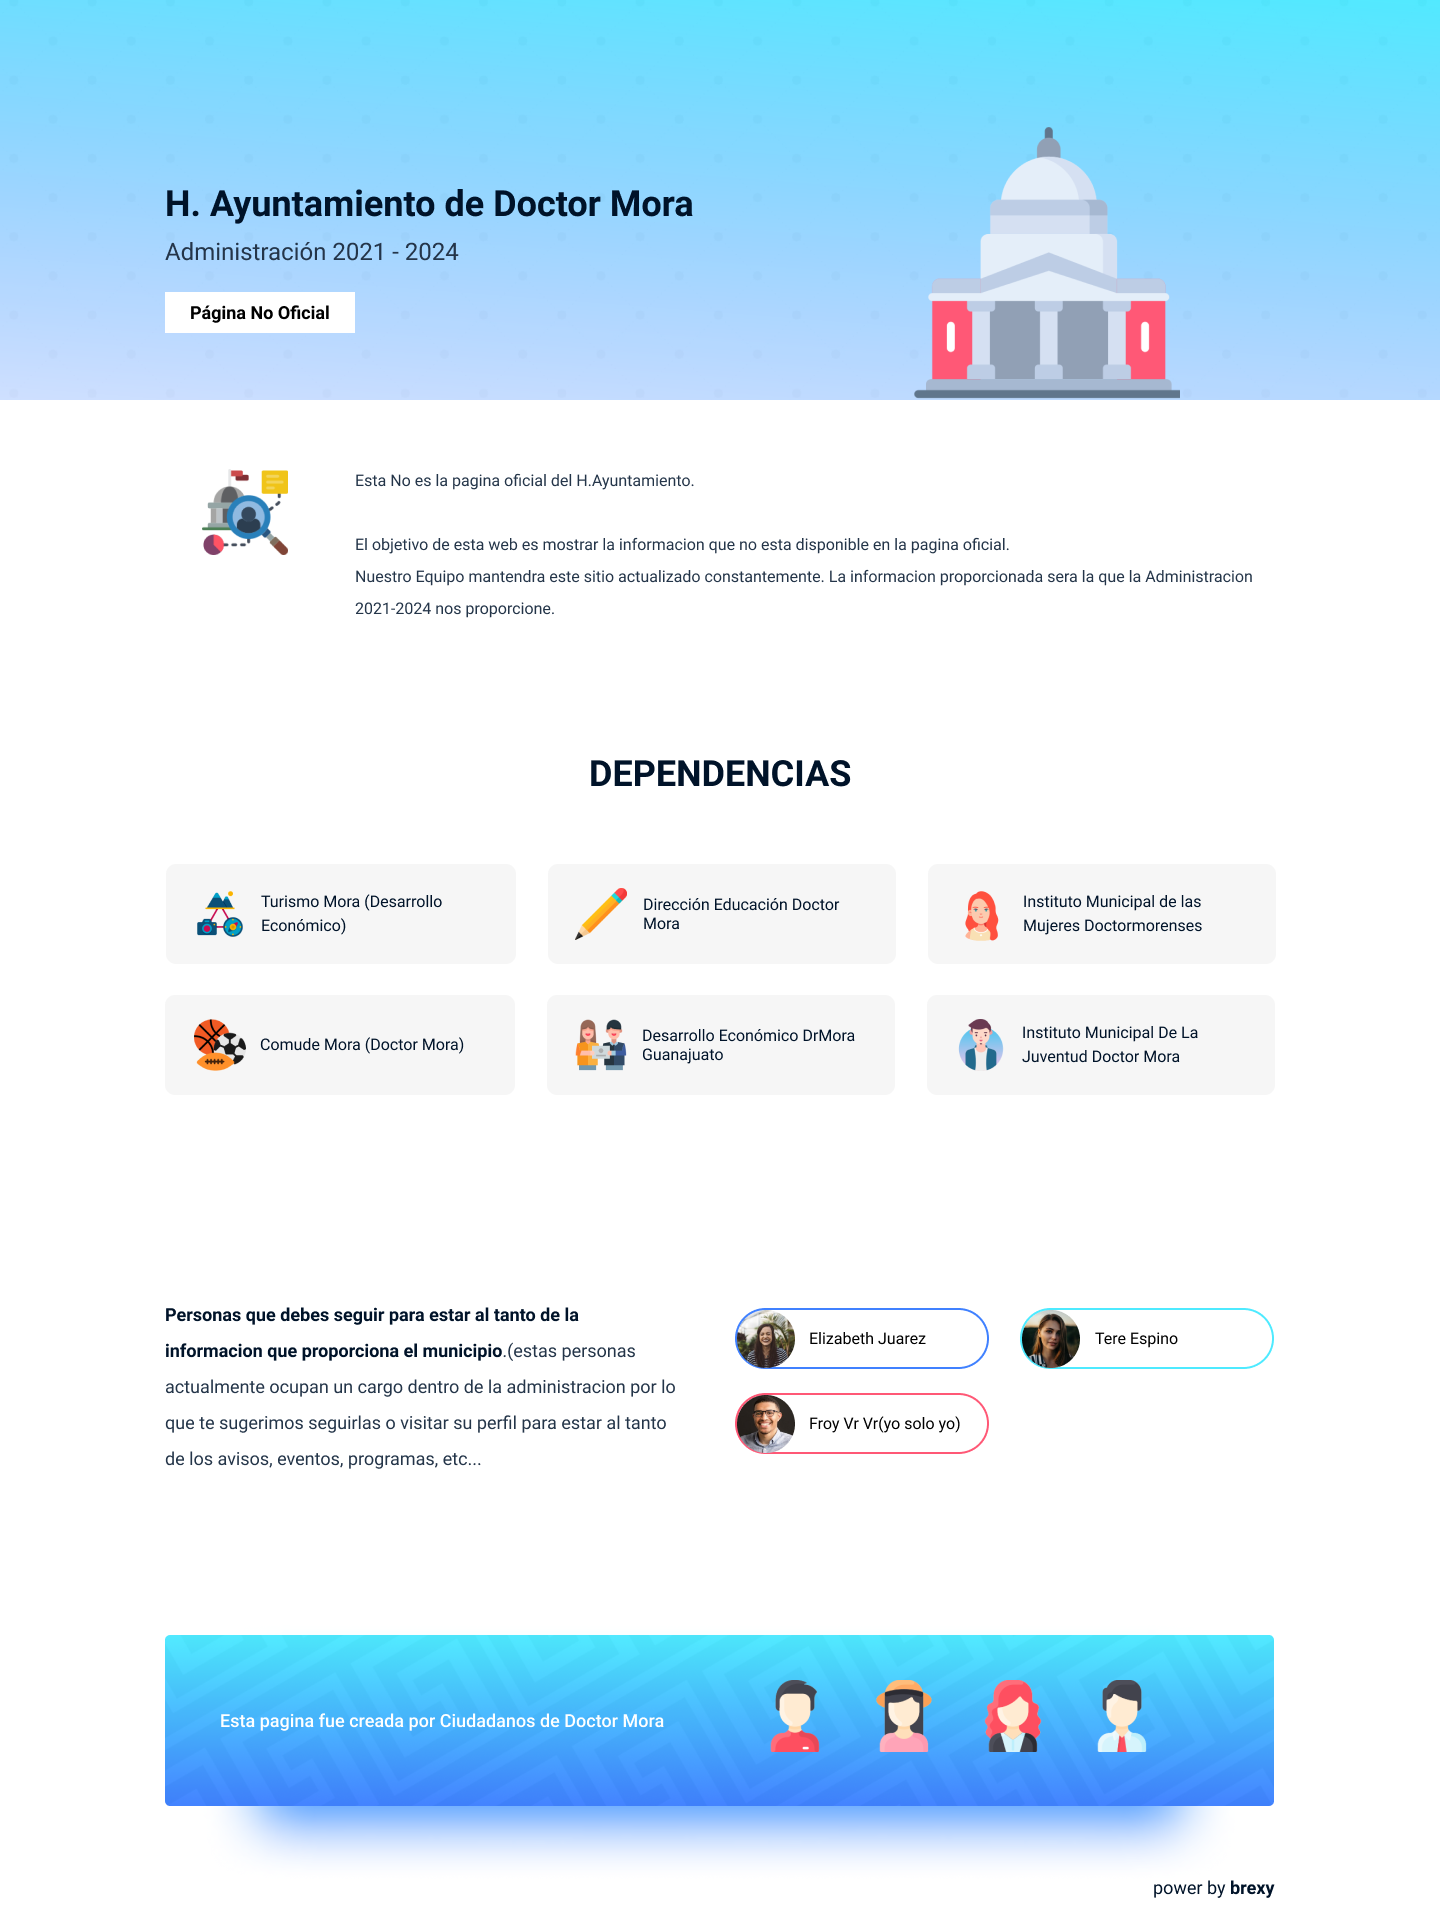 H. Ayuntamiento de Doctor Mora
Administración 2021 - 2024
Página No Oficial
Esta No es la pagina oficial del H.Ayuntamiento.
El objetivo de esta web es mostrar la informacion que no esta disponible en la pagina oficial.
Nuestro Equipo mantendra este sitio actualizado constantemente. La informacion proporcionada sera la que la Administracion
2021-2024 nos proporcione.
DEPENDENCIAS
Turismo Mora (Desarrollo
Económico)
Dirección Educación Doctor
Mora
Instituto Municipal de las
Mujeres Doctormorenses
Comude Mora (Doctor Mora)
Desarrollo Económico DrMora
Guanajuato
Instituto Municipal De La
Juventud Doctor Mora
Personas que debes seguir para estar al tanto de la
informacion que proporciona el municipio.(estas personas
actualmente ocupan un cargo dentro de la administracion por lo
que te sugerimos seguirlas o visitar su perfil para estar al tanto
de los avisos, eventos, programas, etc...
Elizabeth Juarez
Tere Espino
Froy Vr Vr(yo solo yo)
Esta pagina fue creada por Ciudadanos de Doctor Mora
power by brexy